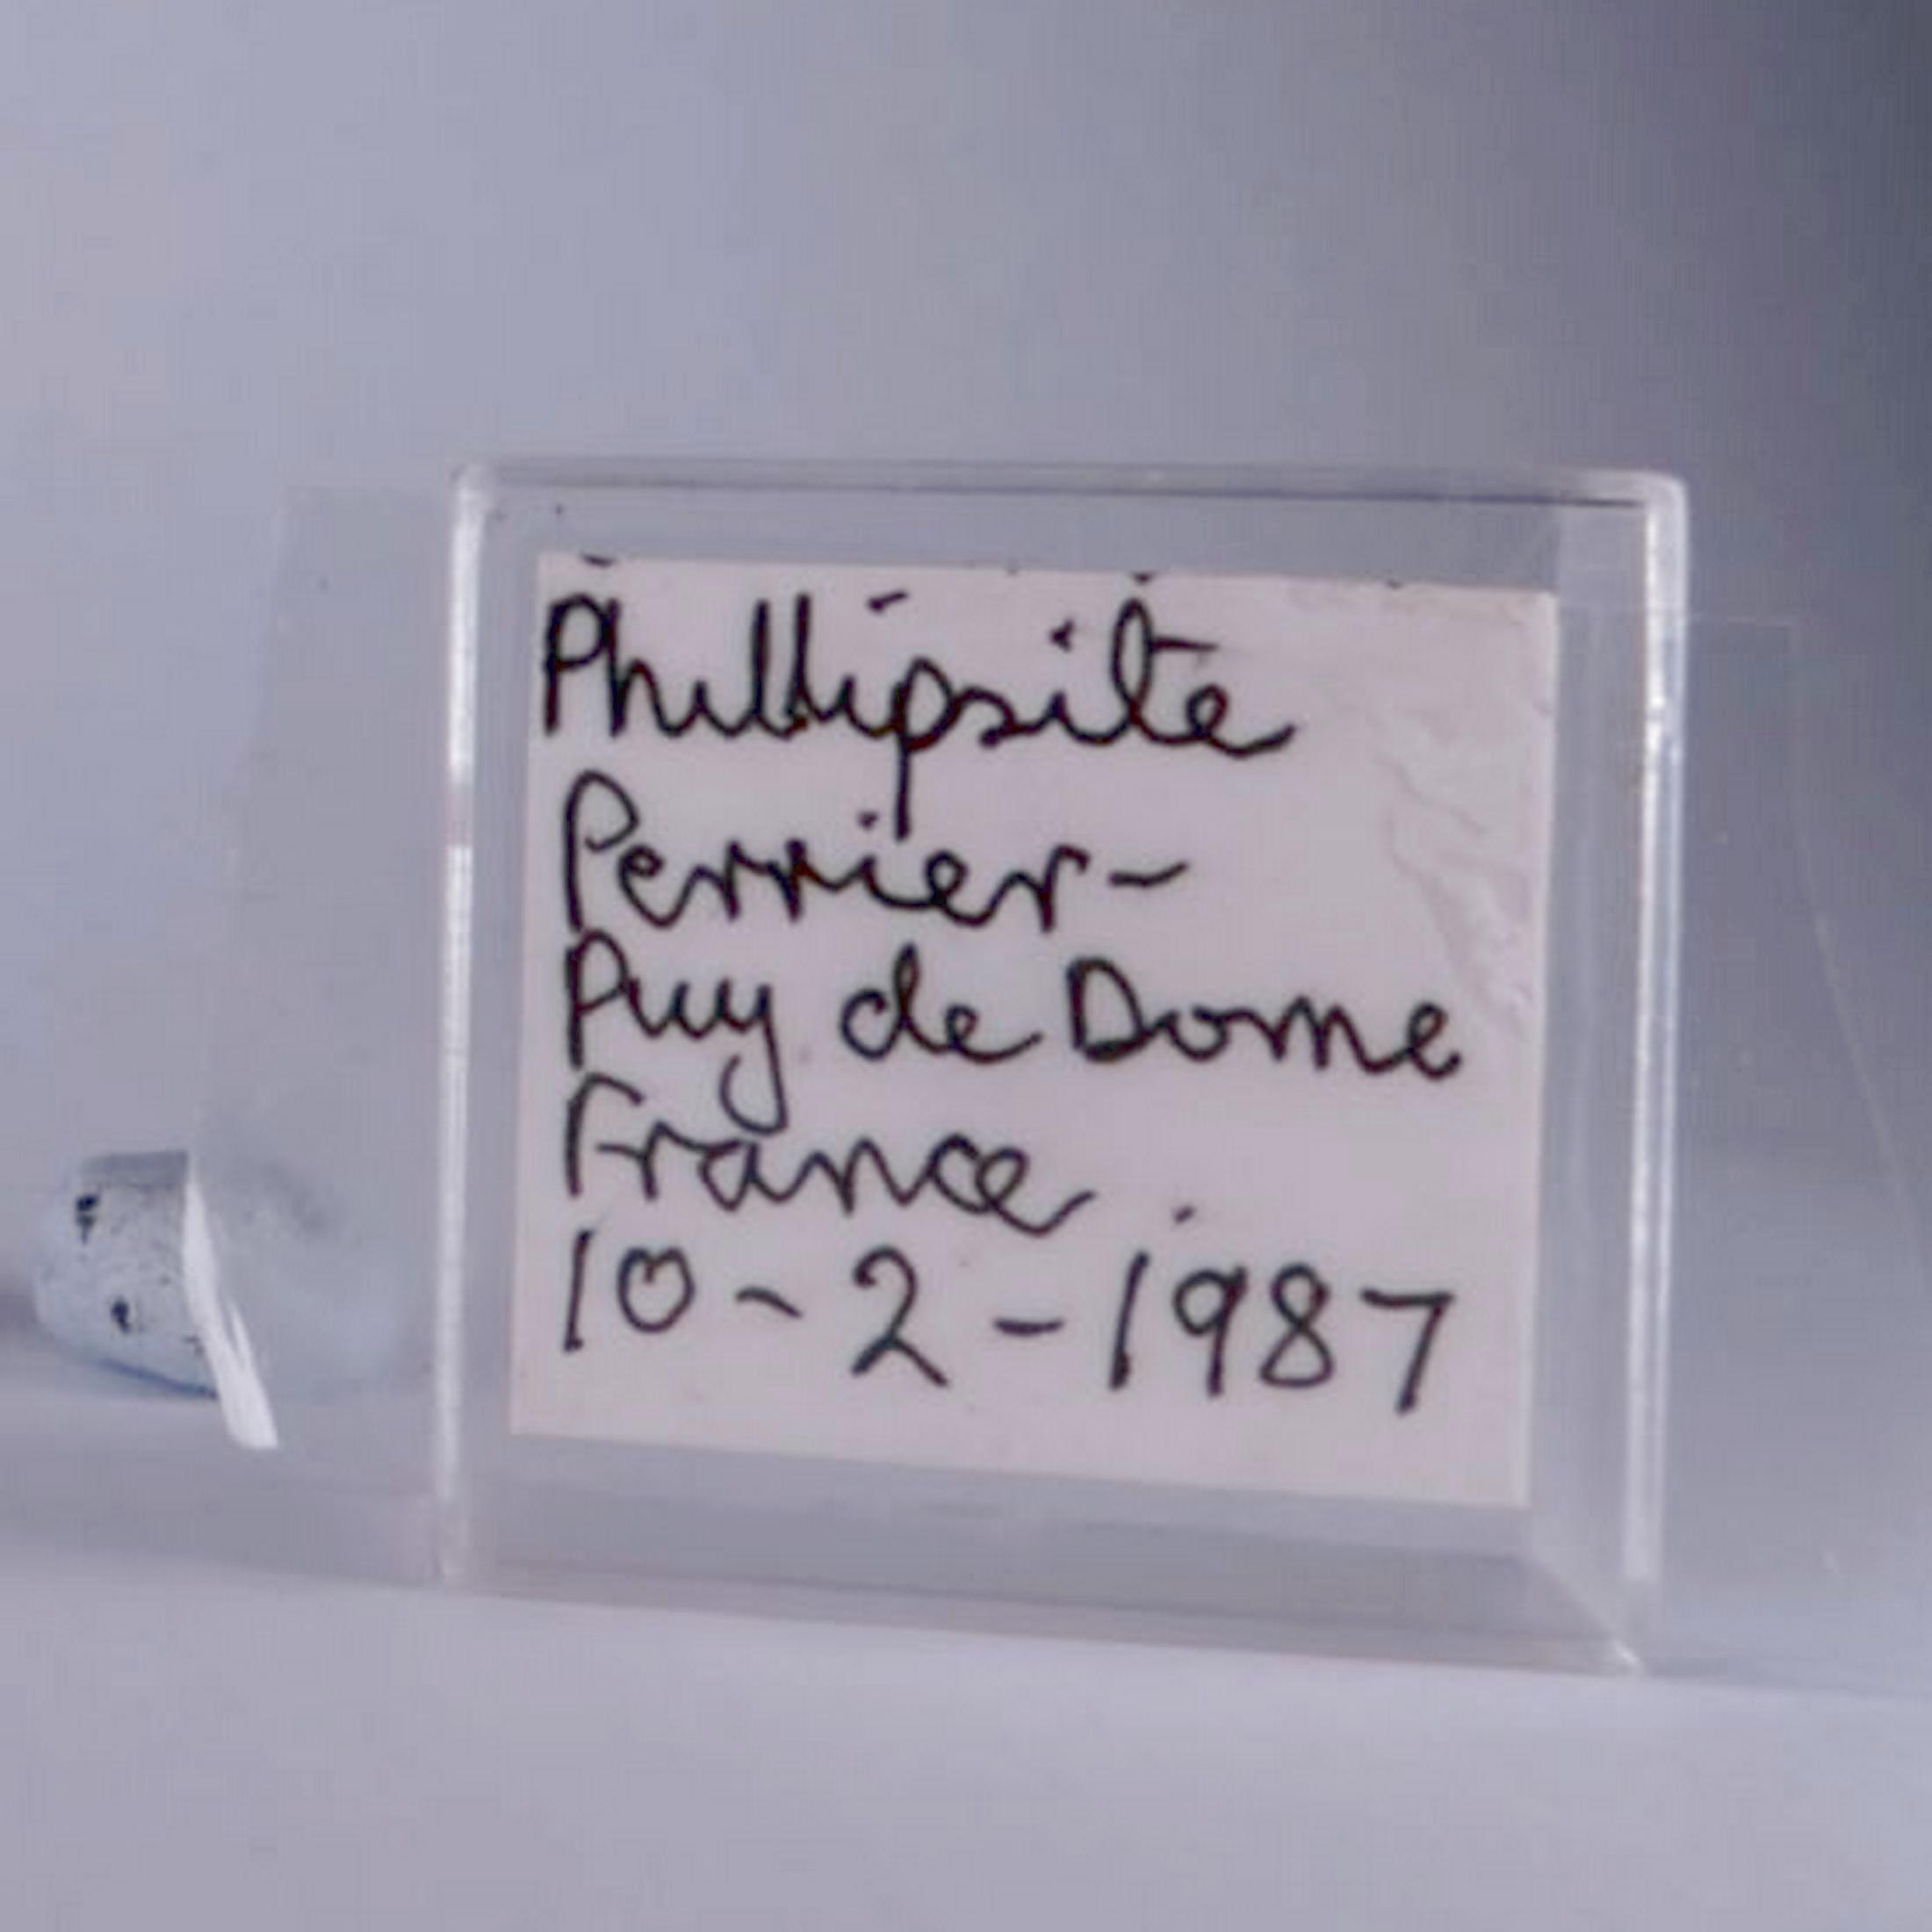 Phillipsite
Perrier-
Puy de Dome
France.
10-2-1987